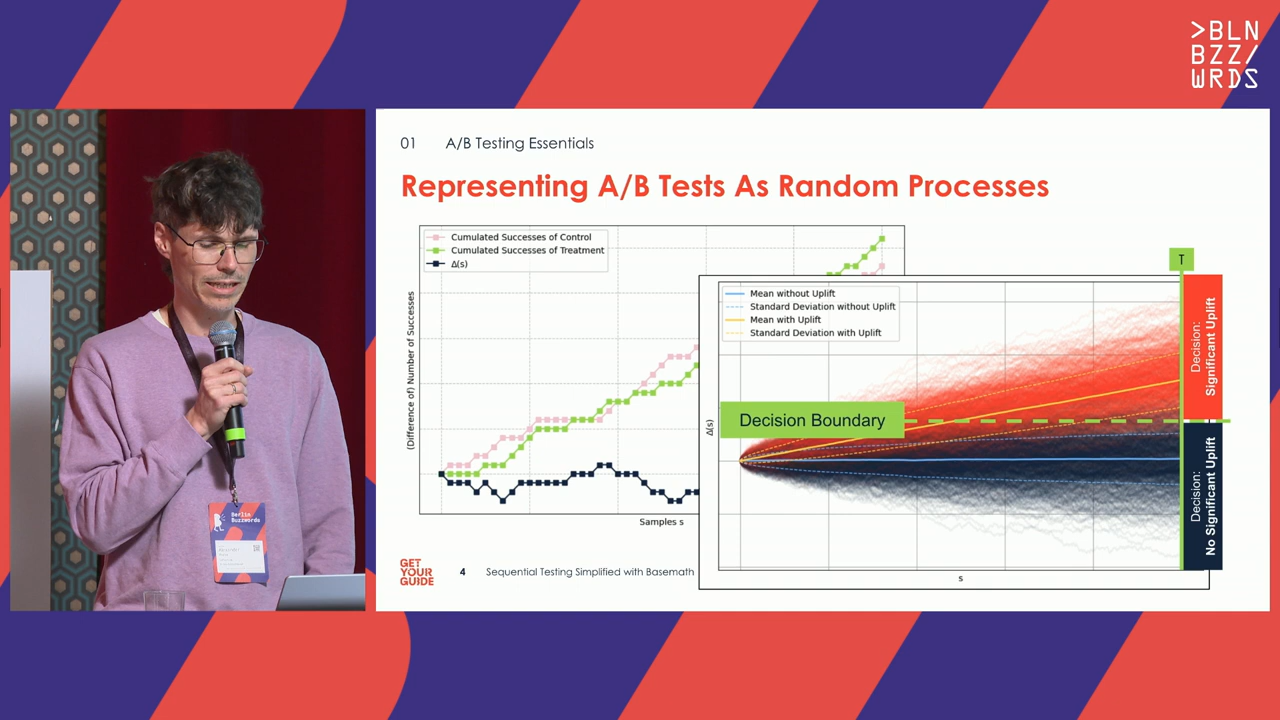 >BLN
BZZ/
WRDS
01 A/B Testing Essentials
Representing A/B Tests As Random Processes
Cumulated Successes of Control
Cumulated Successes of Treatment
Δ(s)
(Difference of) Number of Successes
Samples s
Mean without Uplift
Standard Deviation without Uplift
Mean with Uplift
Standard Deviation with Uplift
Δ(s)
s
Decision Boundary
T
Decision:
Significant Uplift
Decision:
No Significant Uplift
GET
YOUR
GUIDE
4 Sequential Testing Simplified with Basemath
Berlin
Buzzwords